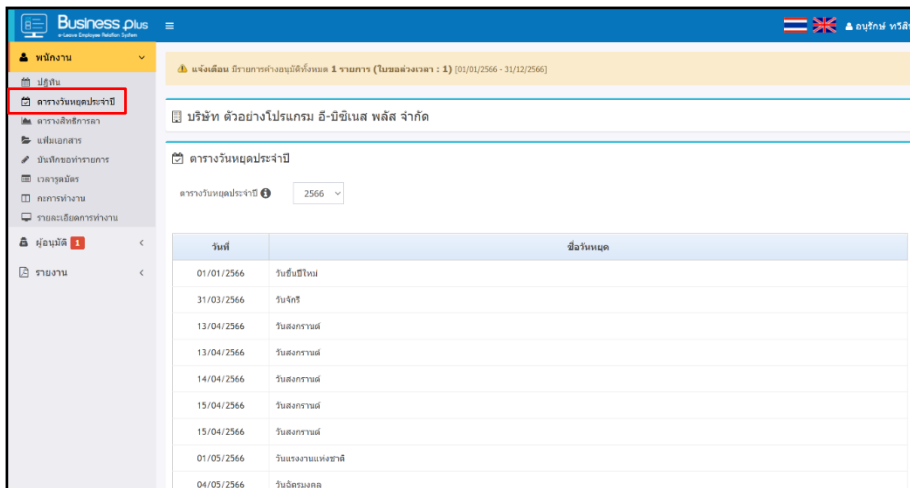 Business Plus
e-Leave Employee Relation System
อนุรักษ์ ทวีสิ
พนักงาน
แจ้งเตือน มีรายการค้างอนุมัติทั้งหมด 1 รายการ (ใบขอล่วงเวลา : 1) [01/01/2566 - 31/12/2566]
ปฏิทิน
ตารางวันหยุดประจำปี
ตารางสิทธิการลา
แฟ้มเอกสาร
บันทึกขอทำรายการ
เวลารูดบัตร
กะการทำงาน
รายละเอียดการทำงาน
ผู้อนุมัติ 1
รายงาน
บริษัท ตัวอย่างโปรแกรม อี-บิซิเนส พลัส จำกัด
ตารางวันหยุดประจำปี
ตารางวันหยุดประจำปี 2566
วันที่ ชื่อวันหยุด
01/01/2566 วันขึ้นปีใหม่
31/03/2566 วันจักรี
13/04/2566 วันสงกรานต์
13/04/2566 วันสงกรานต์
14/04/2566 วันสงกรานต์
15/04/2566 วันสงกรานต์
15/04/2566 วันสงกรานต์
01/05/2566 วันแรงงานแห่งชาติ
04/05/2566 วันฉัตรมงคล